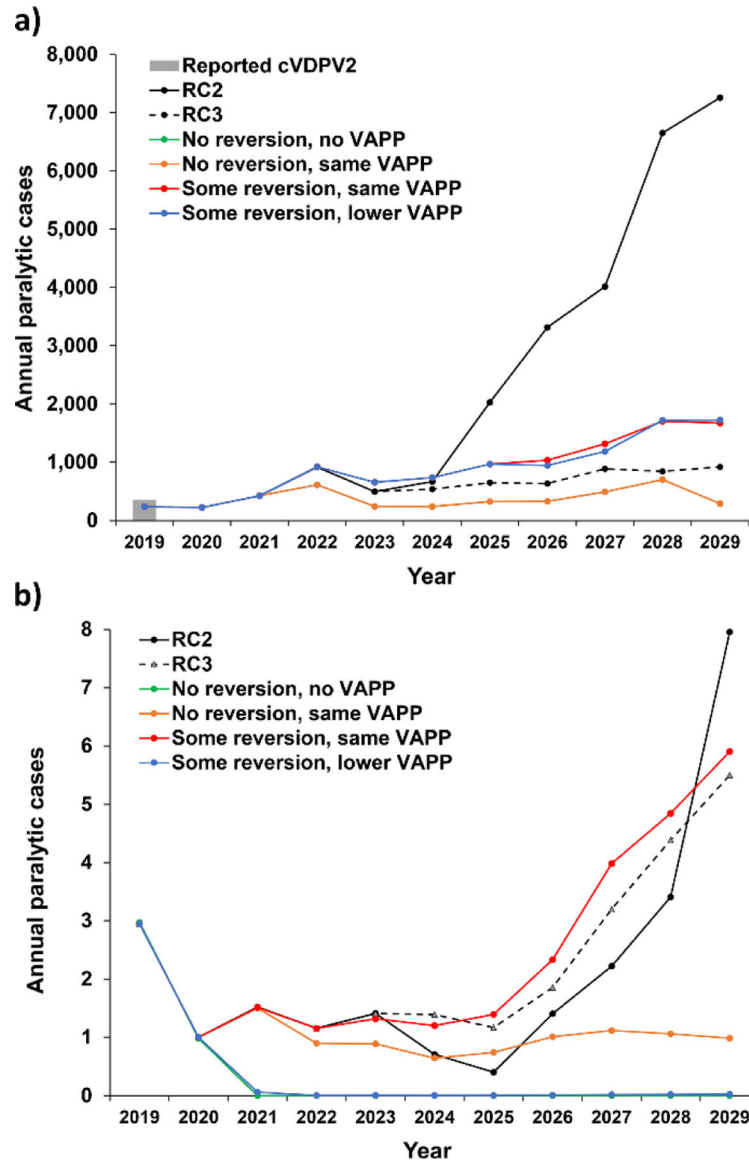 a)
Annual paralytic cases
8,000
7,000
6,000
5,000
4,000
3,000
2,000
1,000
0
Reported cVDPV2
RC2
RC3
No reversion, no VAPP
No reversion, same VAPP
Some reversion, same VAPP
Some reversion, lower VAPP
2019 2020 2021 2022 2023 2024 2025 2026 2027 2028 2029
Year
b)
Annual paralytic cases
8
7
6
5
4
3
2
1
0
RC2
RC3
No reversion, no VAPP
No reversion, same VAPP
Some reversion, same VAPP
Some reversion, lower VAPP
2019 2020 2021 2022 2023 2024 2025 2026 2027 2028 2029
Year